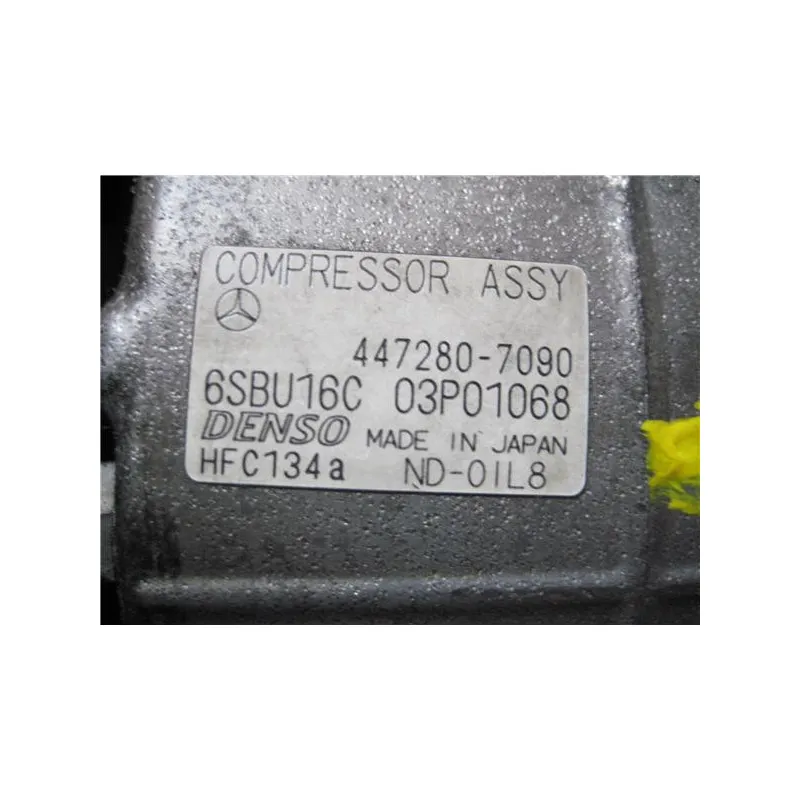 COMPRESSOR ASSY
447280-7090
6SBU16C 03P01068
DENSO MADE IN JAPAN
HFC134a ND-OIL8